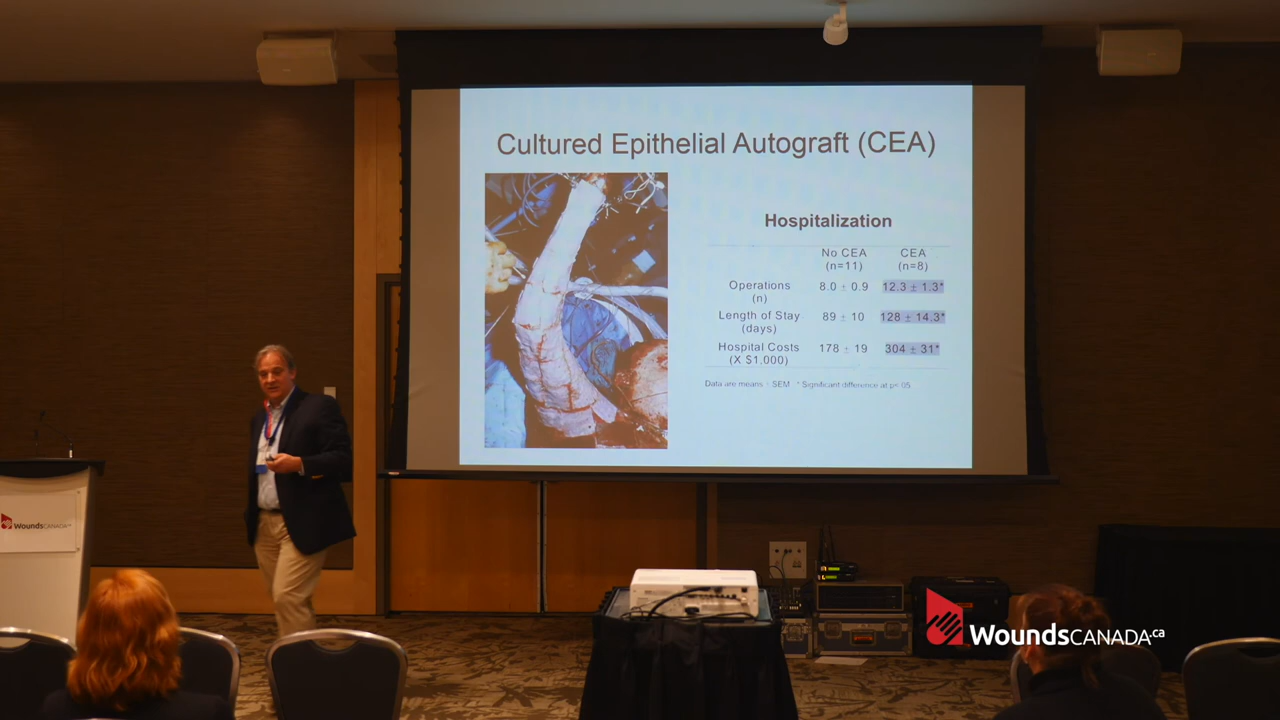 Cultured Epithelial Autograft (CEA)
Hospitalization
No CEA CEA
(n=11) (n=8)
Operations 8.0 ± 0.9 12.3 ± 1.3*
(n)
Length of Stay 89 ± 10 128 ± 14.3*
(days)
Hospital Costs 178 ± 19 304 ± 31*
(X $1,000)
Data are means ± SEM * Significant difference at p<.05
WoundsCANADA
WoundsCANADA.ca